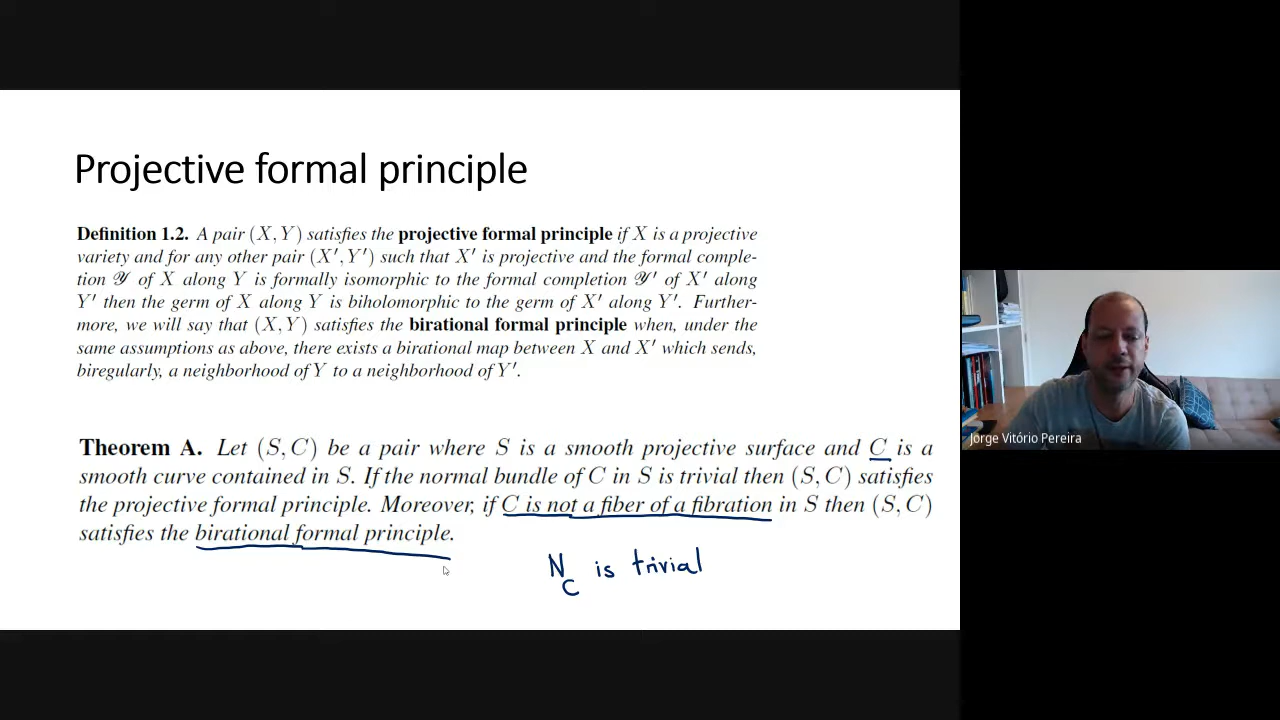 Projective formal principle
Definition 1.2. A pair (X, Y) satisfies the projective formal principle if X is a projective
variety and for any other pair (X′, Y′) such that X′ is projective and the formal comple-
tion 𝒴 of X along Y is formally isomorphic to the formal completion 𝒴′ of X′ along
Y′ then the germ of X along Y is biholomorphic to the germ of X′ along Y′. Further-
more, we will say that (X, Y) satisfies the birational formal principle when, under the
same assumptions as above, there exists a birational map between X and X′ which sends,
biregularly, a neighborhood of Y to a neighborhood of Y′.
Theorem A. Let (S, C) be a pair where S is a smooth projective surface and C is a
smooth curve contained in S. If the normal bundle of C in S is trivial then (S, C) satisfies
the projective formal principle. Moreover, if C is not a fiber of a fibration in S then (S, C)
satisfies the birational formal principle.
N_C is trivial
Jorge Vitório Pereira